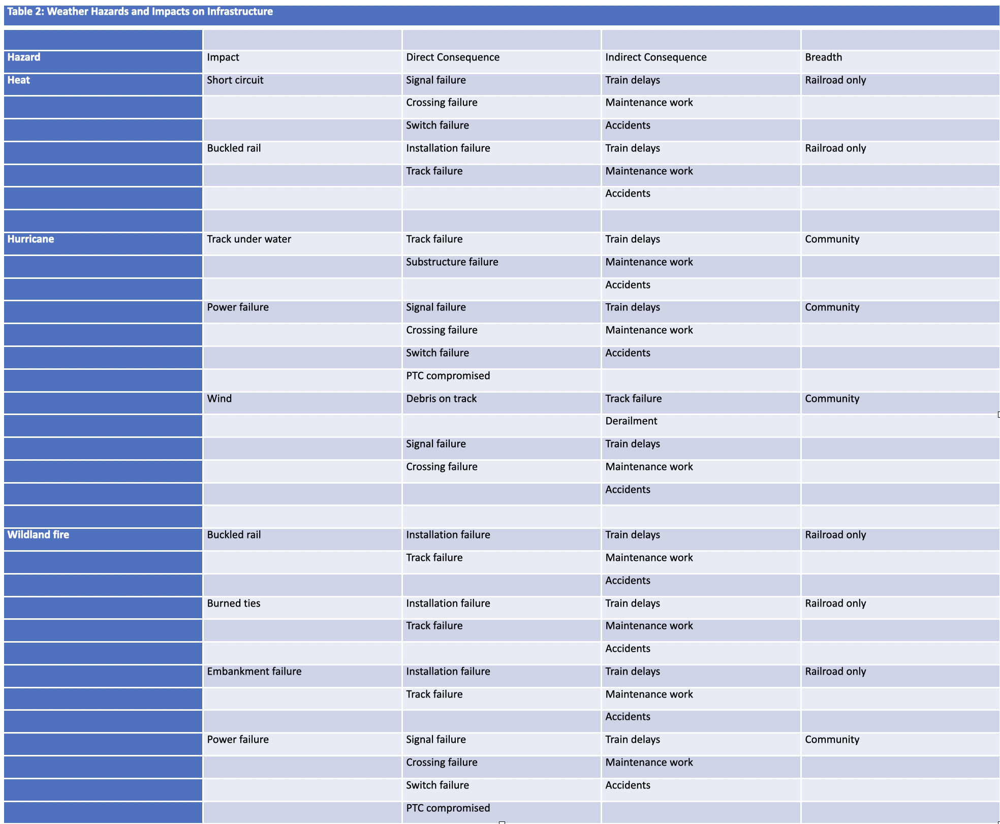 Table 2: Weather Hazards and Impacts on Infrastructure
Hazard Impact Direct Consequence Indirect Consequence Breadth
Heat Short circuit Signal failure Train delays Railroad only
Crossing failure Maintenance work
Switch failure Accidents
Buckled rail Installation failure Train delays Railroad only
Track failure Maintenance work
Accidents
Hurricane Track under water Track failure Train delays Community
Substructure failure Maintenance work
Accidents
Power failure Signal failure Train delays Community
Crossing failure Maintenance work
Switch failure Accidents
PTC compromised
Wind Debris on track Track failure Community
Derailment
Signal failure Train delays
Crossing failure Maintenance work
Accidents
Wildland fire Buckled rail Installation failure Train delays Railroad only
Track failure Maintenance work
Accidents
Burned ties Installation failure Train delays Railroad only
Track failure Maintenance work
Accidents
Embankment failure Installation failure Train delays Railroad only
Track failure Maintenance work
Accidents
Power failure Signal failure Train delays Community
Crossing failure Maintenance work
Switch failure Accidents
PTC compromised